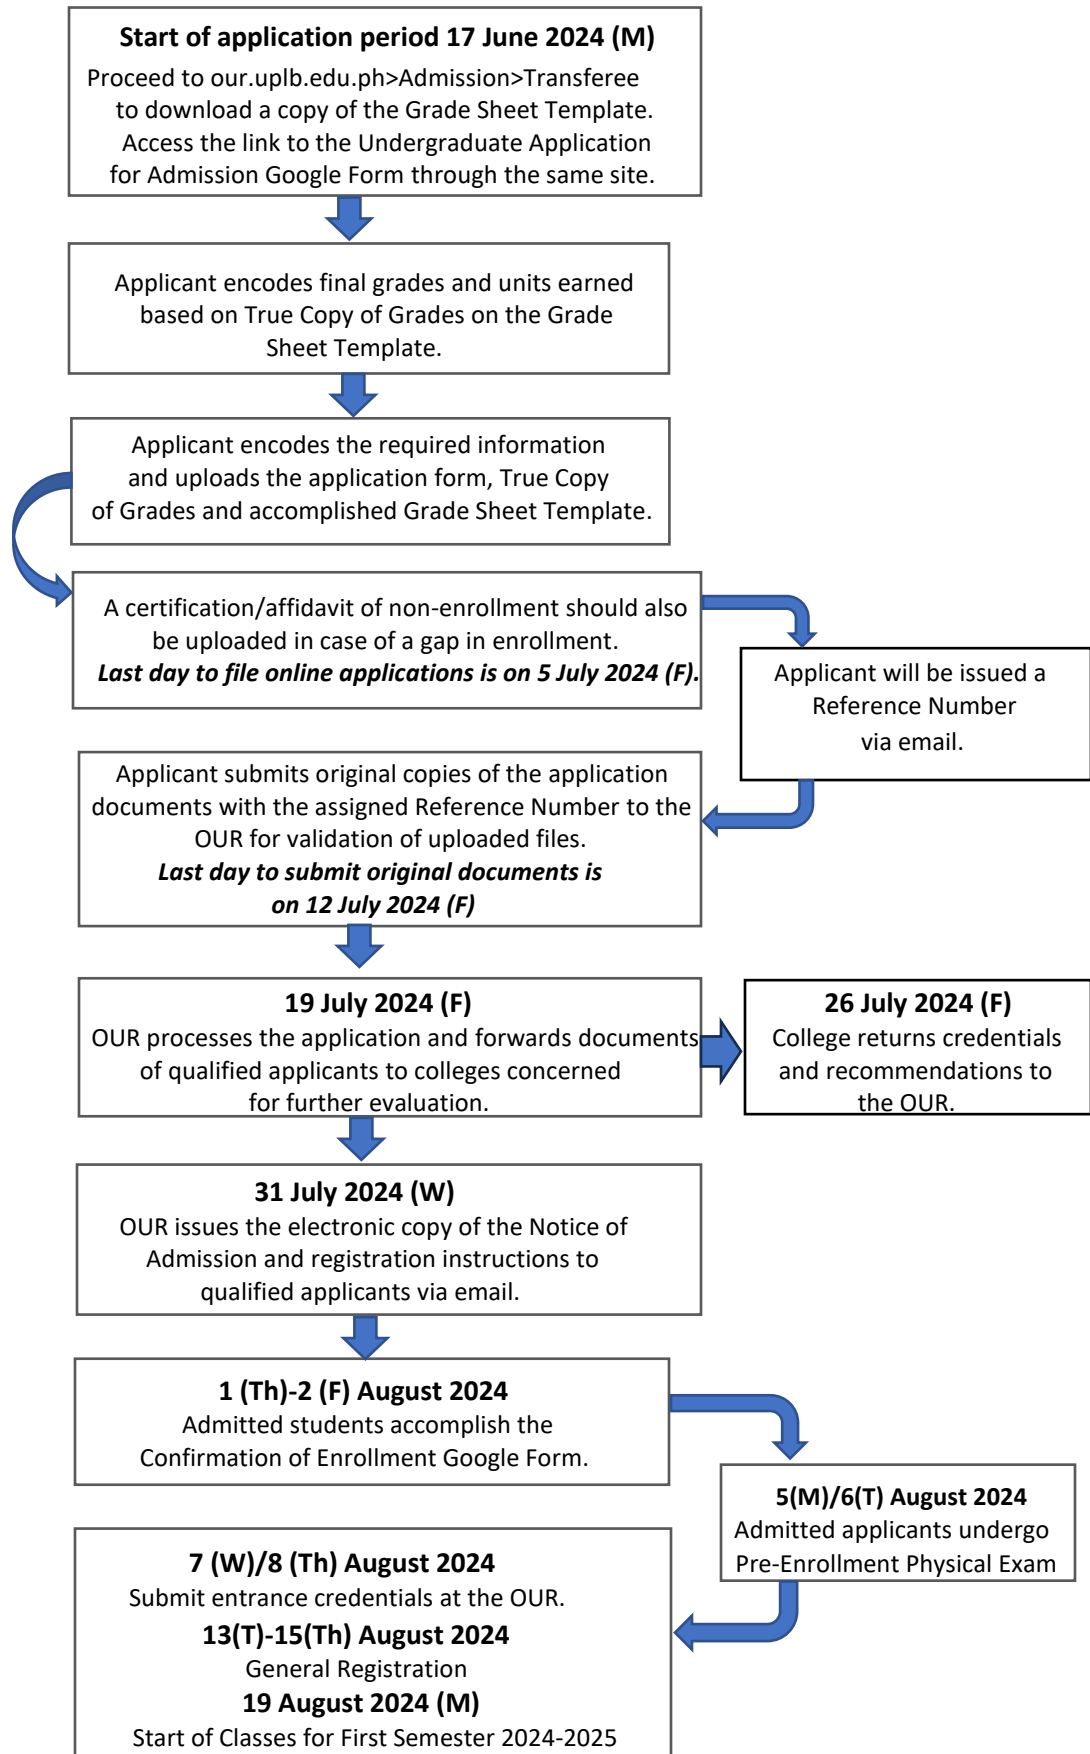 Start of application period 17 June 2024 (M)
Proceed to our.uplb.edu.ph>Admission>Transferee
to download a copy of the Grade Sheet Template.
Access the link to the Undergraduate Application
for Admission Google Form through the same site.
Applicant encodes final grades and units earned
based on True Copy of Grades on the Grade
Sheet Template.
Applicant encodes the required information
and uploads the application form, True Copy
of Grades and accomplished Grade Sheet Template.
A certification/affidavit of non-enrollment should also
be uploaded in case of a gap in enrollment.
Last day to file online applications is on 5 July 2024 (F).
Applicant will be issued a
Reference Number
via email.
Applicant submits original copies of the application
documents with the assigned Reference Number to the
OUR for validation of uploaded files.
Last day to submit original documents is
on 12 July 2024 (F)
19 July 2024 (F)
OUR processes the application and forwards documents
of qualified applicants to colleges concerned
for further evaluation.
26 July 2024 (F)
College returns credentials
and recommendations to
the OUR.
31 July 2024 (W)
OUR issues the electronic copy of the Notice of
Admission and registration instructions to
qualified applicants via email.
1 (Th)-2 (F) August 2024
Admitted students accomplish the
Confirmation of Enrollment Google Form.
5(M)/6(T) August 2024
Admitted applicants undergo
Pre-Enrollment Physical Exam
7 (W)/8 (Th) August 2024
Submit entrance credentials at the OUR.
13(T)-15(Th) August 2024
General Registration
19 August 2024 (M)
Start of Classes for First Semester 2024-2025